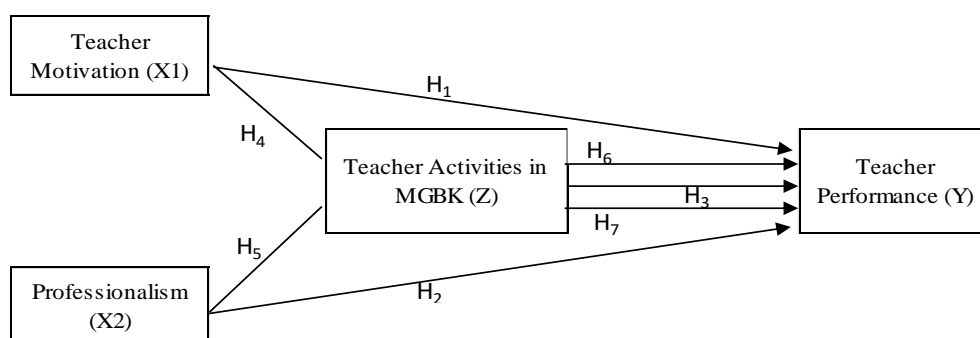 Teacher
Motivation (X1)
H1
H4
Teacher Activities in
MGBK (Z)
H6
H3
H7
Teacher
Performance (Y)
H5
H2
Professionalism
(X2)